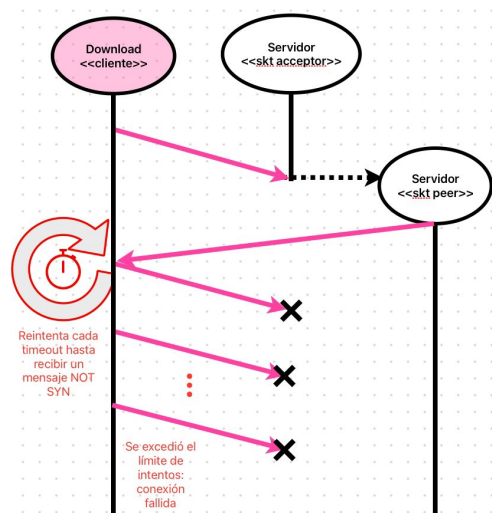 Download
<<cliente>>
Servidor
<<skt acceptor>>
Servidor
<<skt peer>>
Reintenta cada
timeout hasta
recibir un
mensaje NOT
SYN
Se excedió el
límite de
intentos:
conexión
fallida